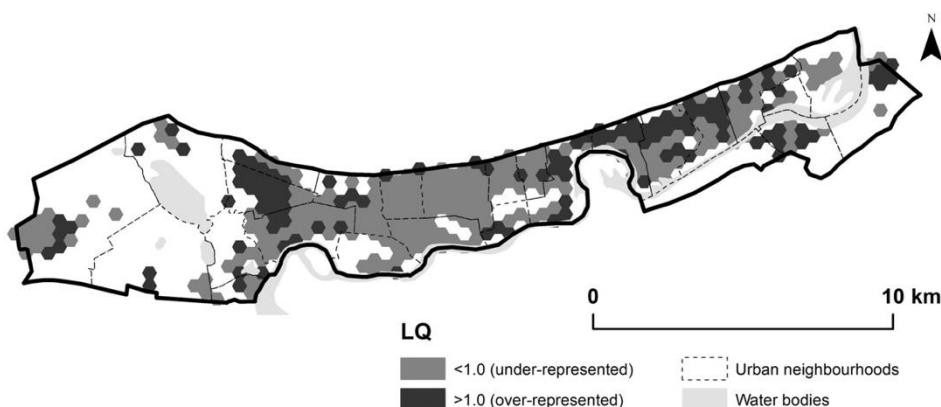 N
0
10 km
LQ
<1.0 (under-represented)
>1.0 (over-represented)
Urban neighbourhoods
Water bodies